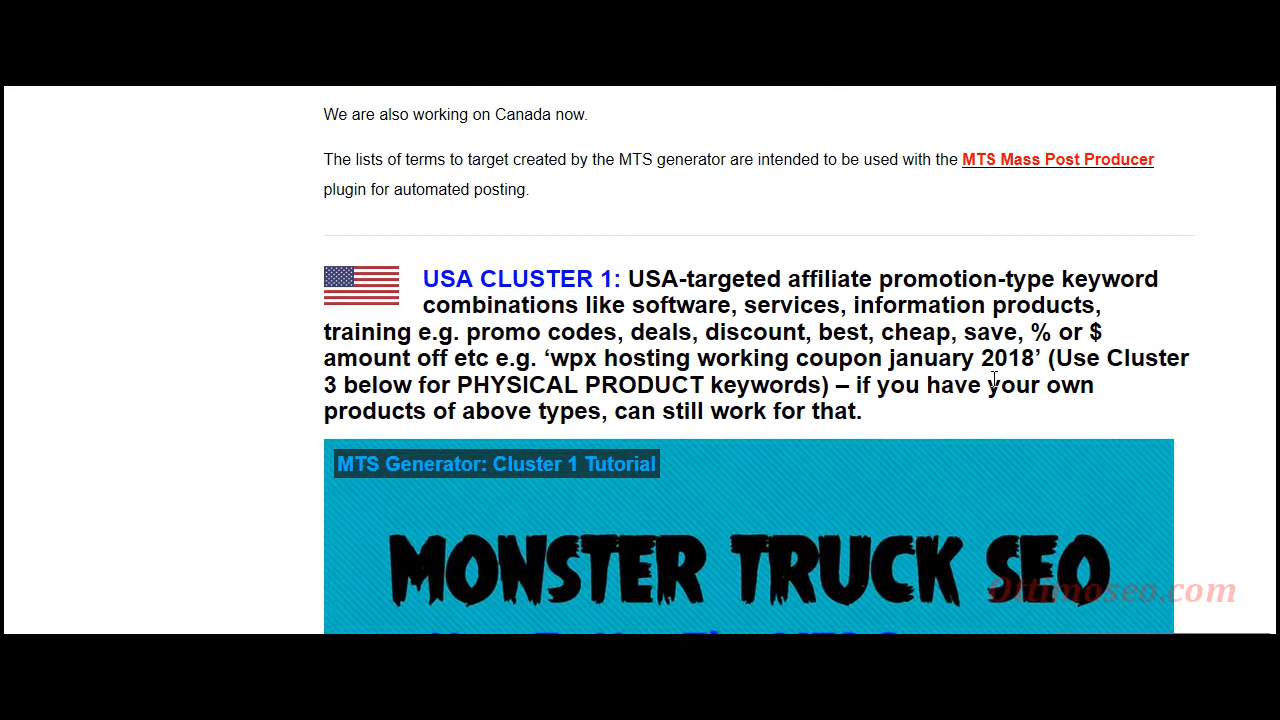 We are also working on Canada now.
The lists of terms to target created by the MTS generator are intended to be used with the MTS Mass Post Producer
plugin for automated posting.
USA CLUSTER 1: USA-targeted affiliate promotion-type keyword
combinations like software, services, information products,
training e.g. promo codes, deals, discount, best, cheap, save, % or $
amount off etc e.g. ‘wpx hosting working coupon january 2018’ (Use Cluster
3 below for PHYSICAL PRODUCT keywords) – if you have your own
products of above types, can still work for that.
MTS Generator: Cluster 1 Tutorial
MONSTER TRUCK SEO
Ottimoseo.com